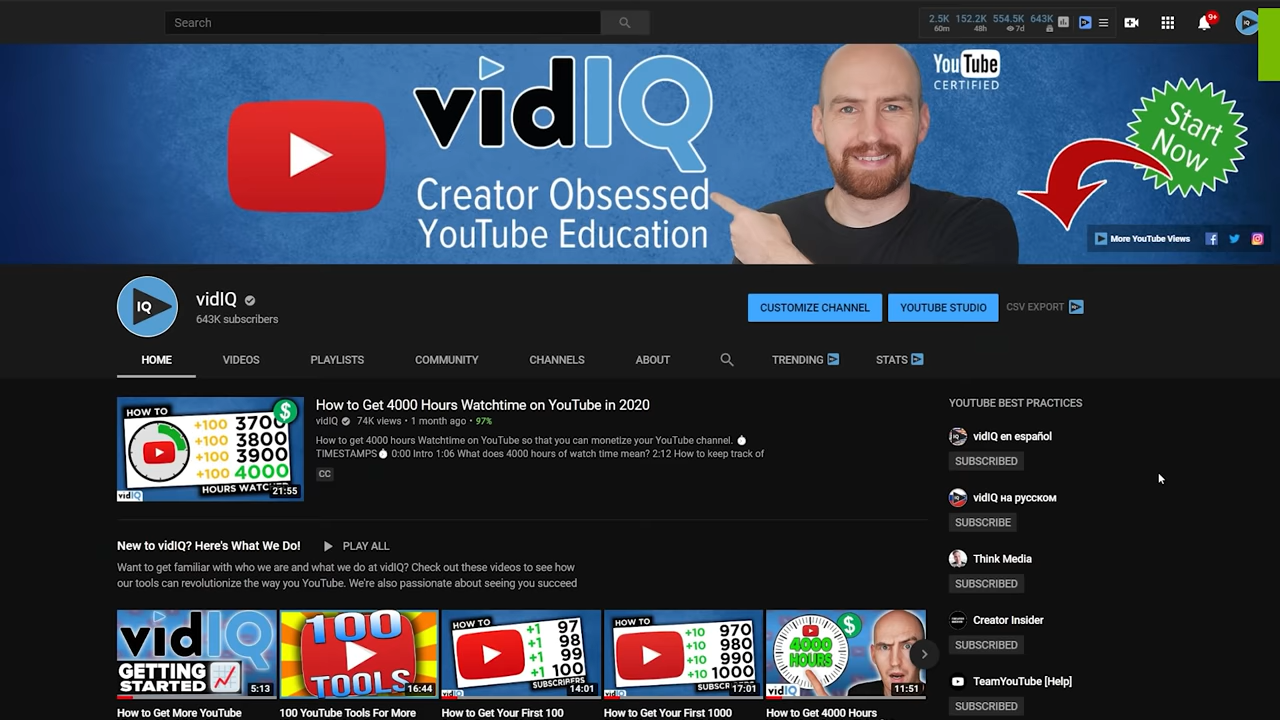 Search
2.5K 152.2K 554.5K 643K
60m 48h 7d
9+
vidIQ
Creator Obsessed
YouTube Education
YouTube
CERTIFIED
Start
Now
More YouTube Views
IQ
vidIQ
643K subscribers
CUSTOMIZE CHANNEL
YOUTUBE STUDIO
CSV EXPORT
HOME
VIDEOS
PLAYLISTS
COMMUNITY
CHANNELS
ABOUT
TRENDING
STATS
HOW TO
+100 3700
+100 3800
+100 3900
+100 4000
HOURS WATCHED
vidIQ
21:55
How to Get 4000 Hours Watchtime on YouTube in 2020
vidIQ 74K views • 1 month ago • 97%
How to get 4000 hours Watchtime on YouTube so that you can monetize your YouTube channel.
TIMESTAMPS 0:00 Intro 1:06 What does 4000 hours of watch time mean? 2:12 How to keep track of
CC
New to vidIQ? Here's What We Do!
PLAY ALL
Want to get familiar with who we are and what we do at vidIQ? Check out these videos to see how
our tools can revolutionize the way you YouTube. We're also passionate about seeing you succeed
vidIQ
GETTING
STARTED
5:13
100
TOOLS
16:44
HOW TO
+1 97
+1 98
+1 99
+1 100
SUBSCRIBERS
vidIQ
14:01
HOW TO
+10 970
+10 980
+10 990
+10 1000
vidIQ
17:01
4000
HOURS
vidIQ
11:51
How to Get More YouTube
100 YouTube Tools For More
How to Get Your First 100
How to Get Your First 1000
How to Get 4000 Hours
YOUTUBE BEST PRACTICES
vidIQ en español
SUBSCRIBED
vidIQ на русском
SUBSCRIBE
Think Media
SUBSCRIBED
Creator Insider
SUBSCRIBED
TeamYouTube [Help]
SUBSCRIBED